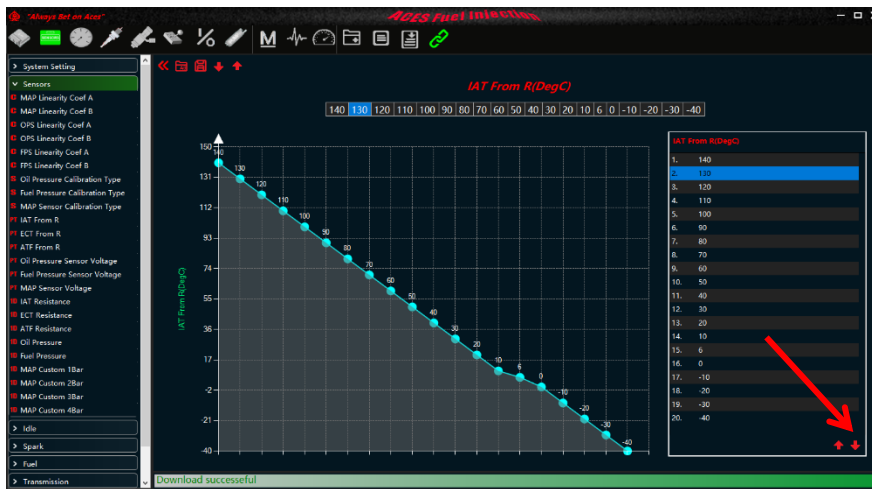 "Always Bet on Aces"
ACES Fuel Injection
M
System Setting
Sensors
MAP Linearity Coef A
MAP Linearity Coef B
OPS Linearity Coef A
OPS Linearity Coef B
FPS Linearity Coef A
FPS Linearity Coef B
Oil Pressure Calibration Type
Fuel Pressure Calibration Type
MAP Sensor Calibration Type
IAT From R
ECT From R
ATF From R
Oil Pressure Sensor Voltage
Fuel Pressure Sensor Voltage
MAP Sensor Voltage
IAT Resistance
ECT Resistance
ATF Resistance
Oil Pressure
Fuel Pressure
MAP Custom 1Bar
MAP Custom 2Bar
MAP Custom 3Bar
MAP Custom 4Bar
Idle
Spark
Fuel
Transmission
IAT From R(DegC)
140 130 120 110 100 90 80 70 60 50 40 30 20 10 6 0 -10 -20 -30 -40
IAT From R(DegC)
150
131
112
93
74
55
36
17
-2
-21
-40
140
130
120
110
100
90
80
70
60
50
40
30
20
10
6
0
-10
-20
-30
-40
IAT From R(DegC)
1. 140
2. 130
3. 120
4. 110
5. 100
6. 90
7. 80
8. 70
9. 60
10. 50
11. 40
12. 30
13. 20
14. 10
15. 6
16. 0
17. -10
18. -20
19. -30
20. -40
Download successeful